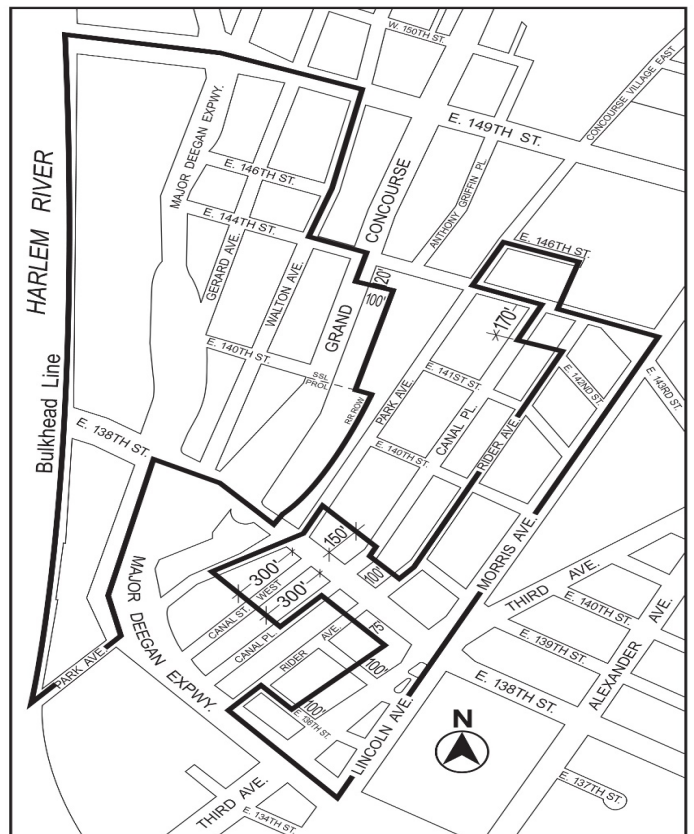 W. 150TH ST.
CONCOURSE VILLAGE EAST
E. 149TH ST.
MAJOR DEEGAN EXPWY.
HARLEM RIVER
Bulkhead Line
E. 146TH ST.
E. 144TH ST.
GERARD AVE.
WALTON AVE.
GRAND
CONCOURSE
ANTHONY GRIFFIN PL.
E. 146TH ST.
20'
100'
170'
E. 140TH ST.
SSL
PROL
RR ROW
PARK AVE.
E. 141ST ST.
CANAL PL.
RIDER AVE.
E. 142ND ST.
E. 143RD ST.
E. 138TH ST.
E. 140TH ST.
150'
100'
MORRIS AVE.
THIRD AVE.
E. 140TH ST.
E. 139TH ST.
E. 138TH ST.
ALEXANDER AVE.
300'
300'
CANAL ST. WEST
CANAL PL.
RIDER AVE.
75'
100'
100'
E. 136TH ST.
MAJOR DEEGAN EXPWY.
PARK AVE.
LINCOLN AVE.
N
E. 137TH ST.
THIRD AVE.
E. 134TH ST.